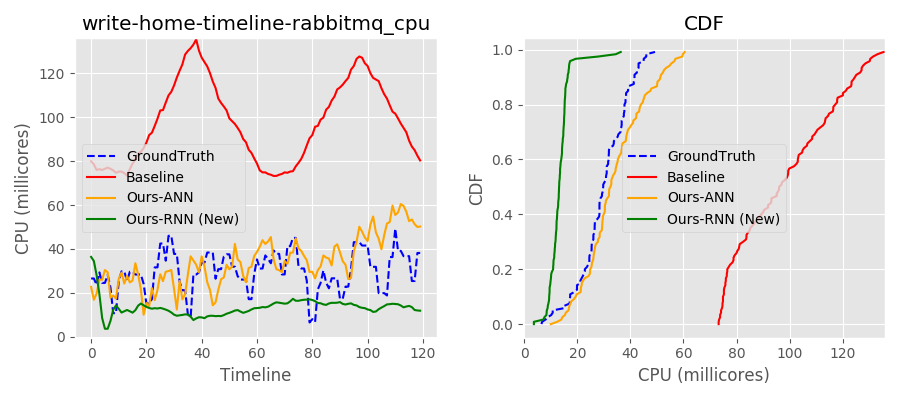 write-home-timeline-rabbitmq_cpu
CPU (millicores)
120
100
80
60
40
20
0
GroundTruth
Baseline
Ours-ANN
Ours-RNN (New)
0 20 40 60 80 100 120
Timeline
CDF
CDF
1.0
0.8
0.6
0.4
0.2
0.0
GroundTruth
Baseline
Ours-ANN
Ours-RNN (New)
0 20 40 60 80 100 120
CPU (millicores)